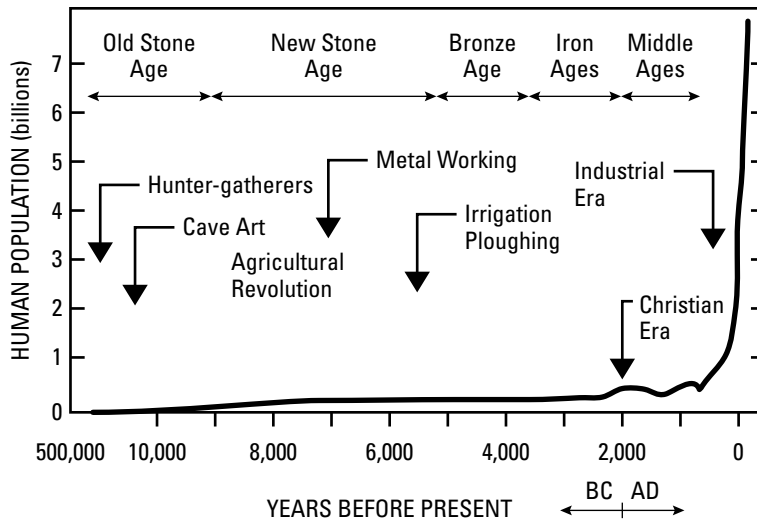 Old Stone
Age
New Stone
Age
Bronze
Age
Iron
Ages
Middle
Ages
HUMAN POPULATION (billions)
7
6
5
4
3
2
1
0
Hunter-gatherers
Cave Art
Agricultural
Revolution
Metal Working
Irrigation
Ploughing
Industrial
Era
Christian
Era
500,000 10,000 8,000 6,000 4,000 2,000 0
YEARS BEFORE PRESENT
BC AD